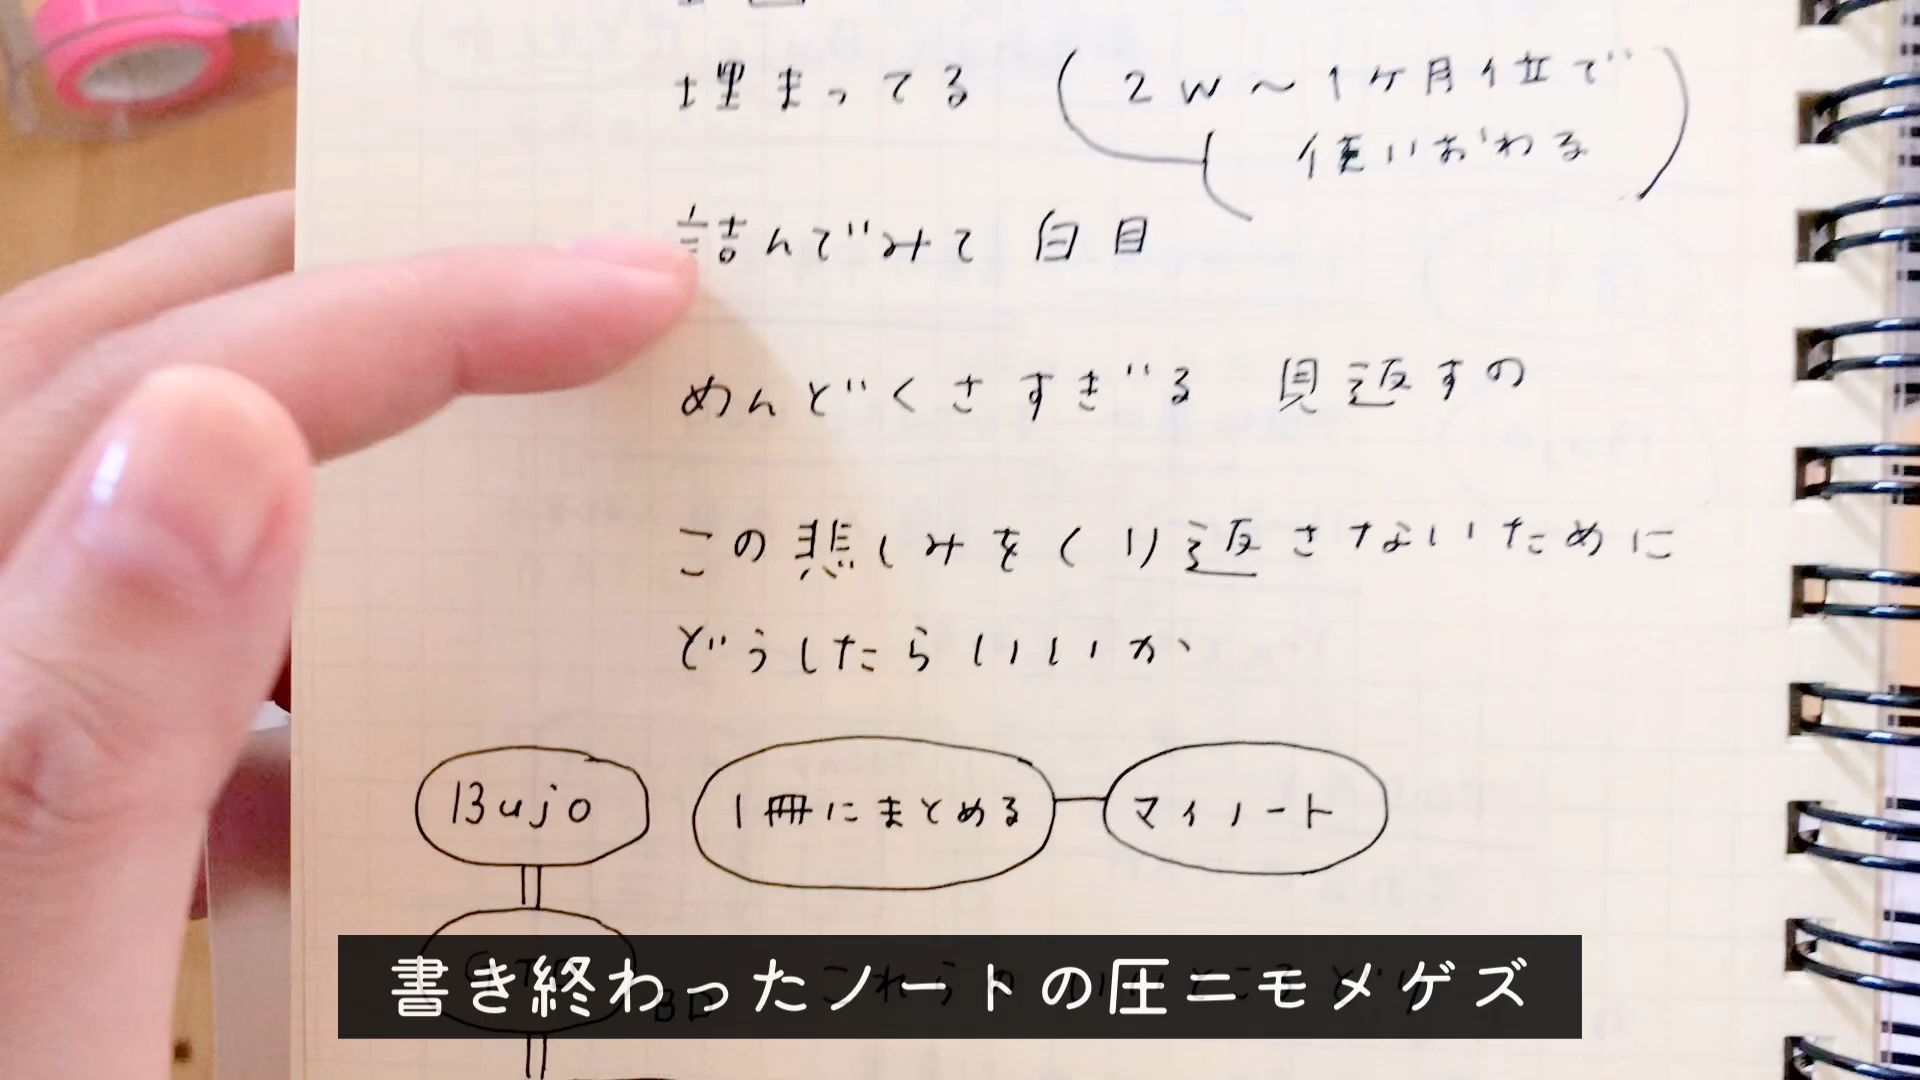 埋まってる (2W〜1ヶ月位で
使いおわる)
詰んでみて 白目
めんどくさすぎる 見返すの
この悲しみをくり返さないために
どうしたらいいか
Bujo 1冊にまとめる マイノート
書き終わったノートの圧ニモメゲズ